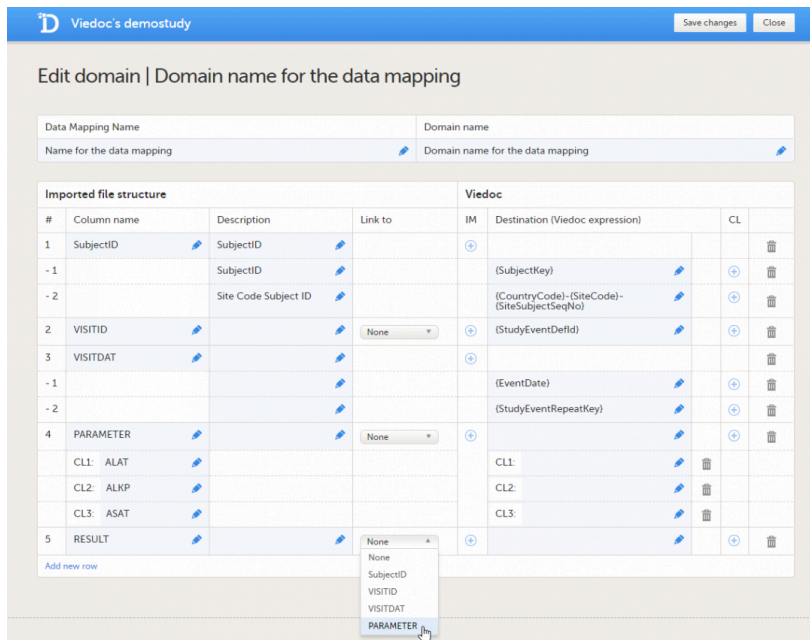 Viedoc's demostudy Save changes Close
Edit domain | Domain name for the data mapping
Data Mapping Name Domain name
Name for the data mapping Domain name for the data mapping
Imported file structure Viedoc
# Column name Description Link to IM Destination (Viedoc expression) CL
1 SubjectID SubjectID
- 1 SubjectID {SubjectKey}
- 2 Site Code Subject ID {CountryCode}-{SiteCode}-
{SiteSubjectSeqNo}
2 VISITID None {StudyEventDefId}
3 VISITDAT
- 1 {EventDate}
- 2 {StudyEventRepeatKey}
4 PARAMETER None
CL1: ALAT CL1:
CL2: ALKP CL2:
CL3: ASAT CL3:
5 RESULT None
Add new row
None
SubjectID
VISITID
VISITDAT
PARAMETER